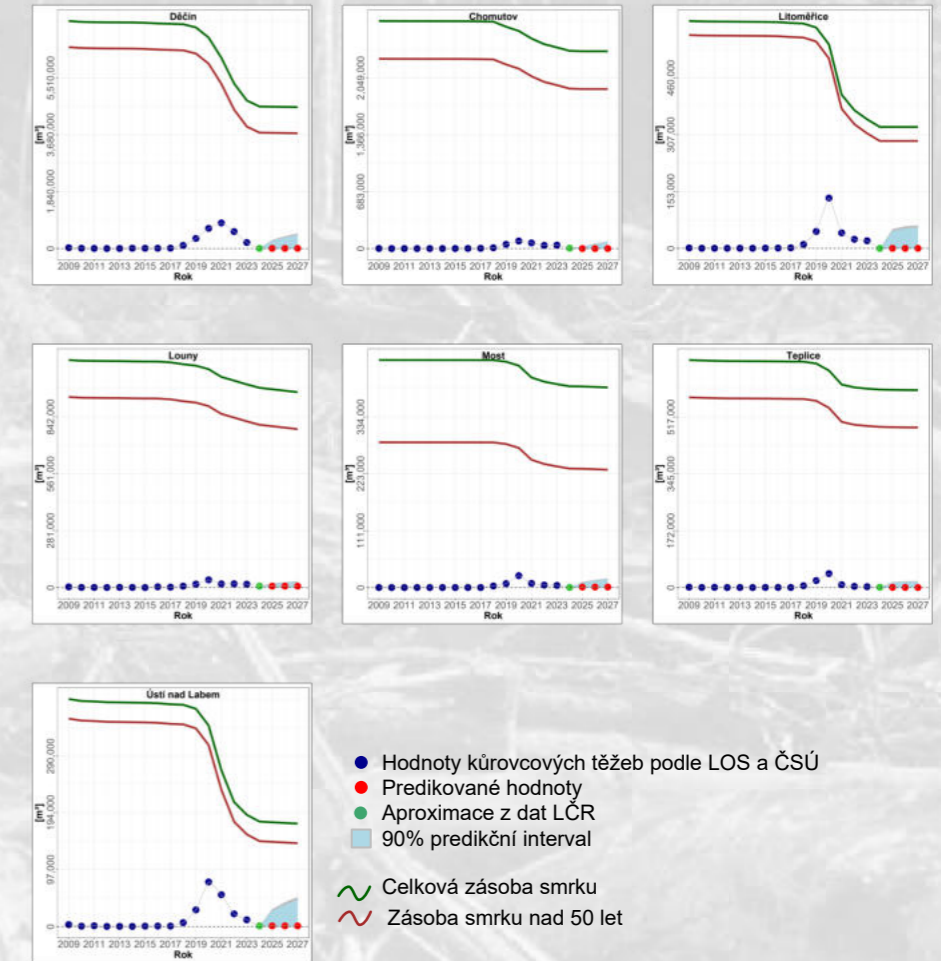 Děčín
5,510,000
3,680,000
1,840,000
0
[m³]
2009 2011 2013 2015 2017 2019 2021 2023 2025 2027
Rok
Chomutov
2,049,000
1,366,000
683,000
0
[m³]
2009 2011 2013 2015 2017 2019 2021 2023 2025 2027
Rok
Litoměřice
460,000
307,000
153,000
0
[m³]
2009 2011 2013 2015 2017 2019 2021 2023 2025 2027
Rok
Louny
842,000
561,000
281,000
0
[m³]
2009 2011 2013 2015 2017 2019 2021 2023 2025 2027
Rok
Most
334,000
223,000
111,000
0
[m³]
2009 2011 2013 2015 2017 2019 2021 2023 2025 2027
Rok
Teplice
517,000
345,000
172,000
0
[m³]
2009 2011 2013 2015 2017 2019 2021 2023 2025 2027
Rok
Ústí nad Labem
290,000
194,000
97,000
0
[m³]
2009 2011 2013 2015 2017 2019 2021 2023 2025 2027
Rok
Hodnoty kůrovcových těžeb podle LOS a ČSÚ
Predikované hodnoty
Aproximace z dat LČR
90% predikční interval
Celková zásoba smrku
Zásoba smrku nad 50 let